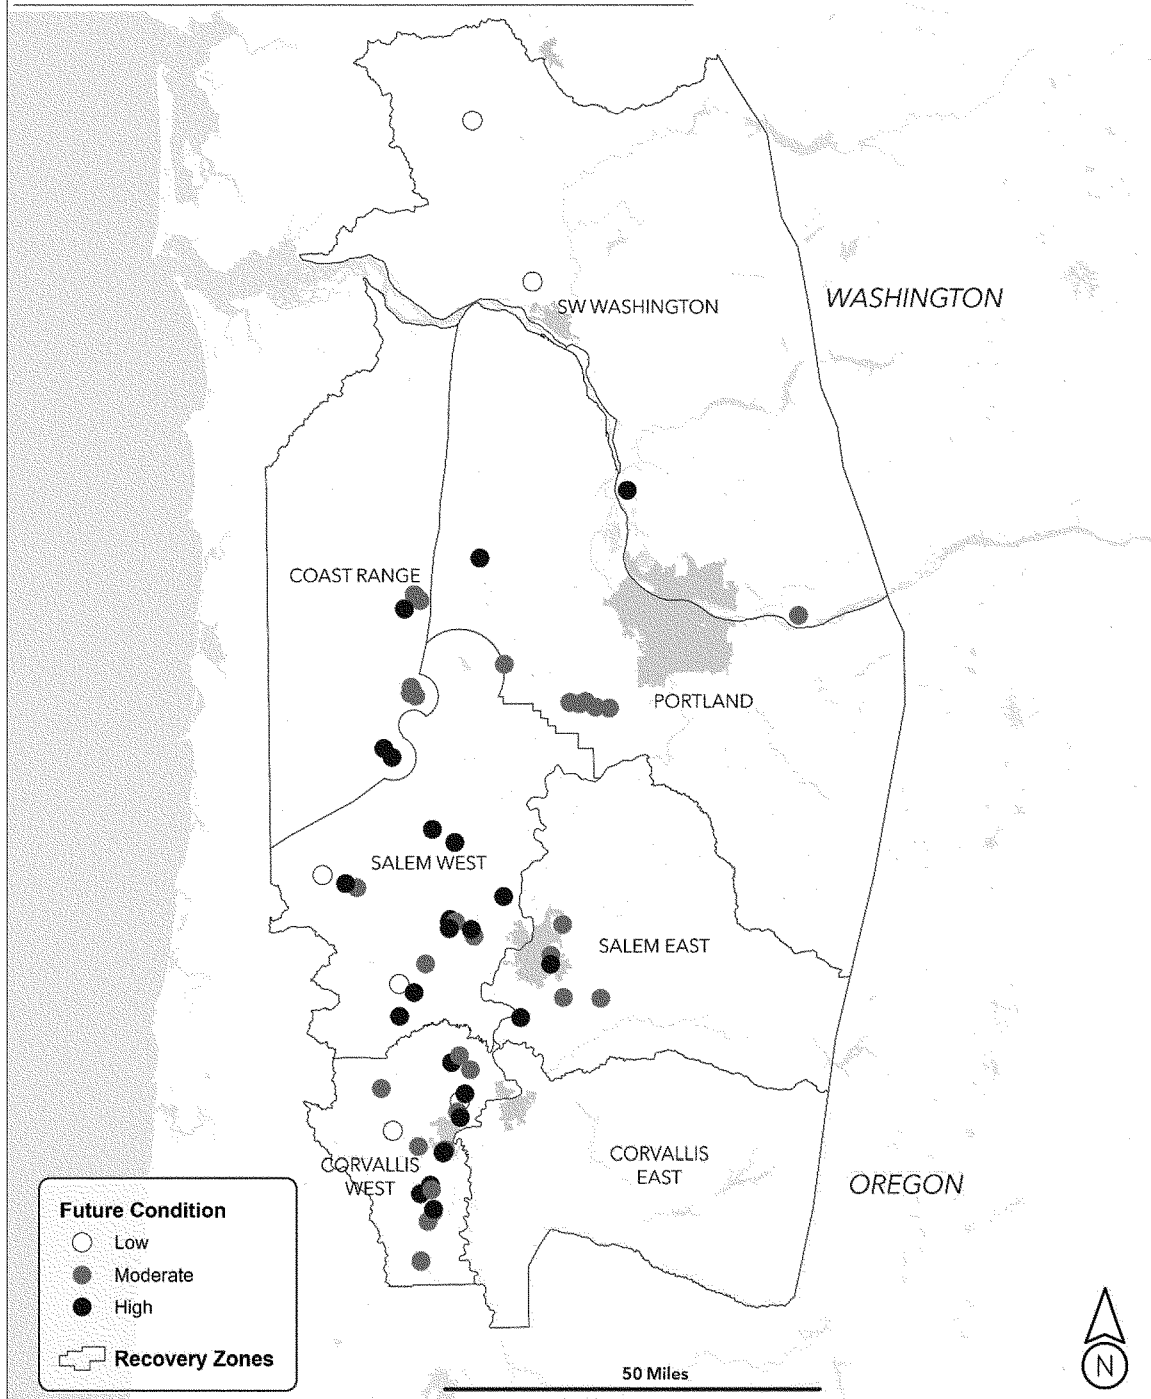 SW WASHINGTON
WASHINGTON
COAST RANGE
PORTLAND
SALEM WEST
SALEM EAST
CORVALLIS
WEST
CORVALLIS
EAST
OREGON
Future Condition
Low
Moderate
High
Recovery Zones
50 Miles
N